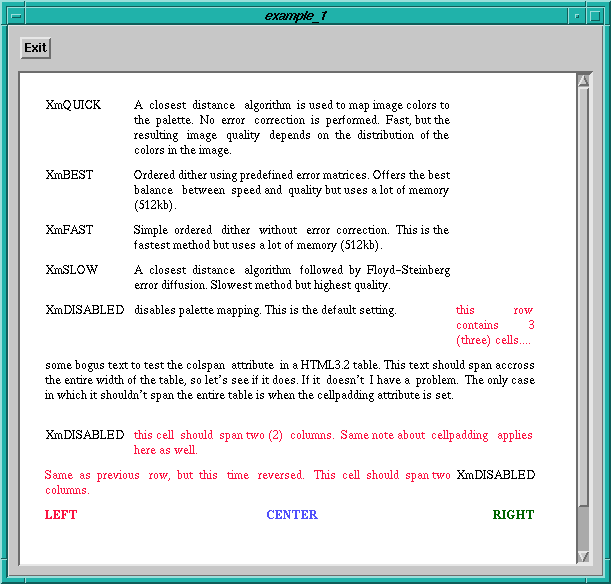 example_1
Exit
XmQUICK A closest distance algorithm is used to map image colors to
the palette. No error correction is performed. Fast, but the
resulting image quality depends on the distribution of the
colors in the image.
XmBEST Ordered dither using predefined error matrices. Offers the best
balance between speed and quality but uses a lot of memory
(512kb).
XmFAST Simple ordered dither without error correction. This is the
fastest method but uses a lot of memory (512kb).
XmSLOW A closest distance algorithm followed by Floyd-Steinberg
error diffusion. Slowest method but highest quality.
XmDISABLED disables palette mapping. This is the default setting. this row
contains 3
(three) cells....
some bogus text to test the colspan attribute in a HTML3.2 table. This text should span accross
the entire width of the table, so let's see if it does. If it doesn't I have a problem. The only case
in which it shouldn't span the entire table is when the cellpadding attribute is set.
XmDISABLED this cell should span two (2) columns. Same note about cellpadding applies
here as well.
Same as previous row, but this time reversed. This cell should span two XmDISABLED
columns.
LEFT CENTER RIGHT